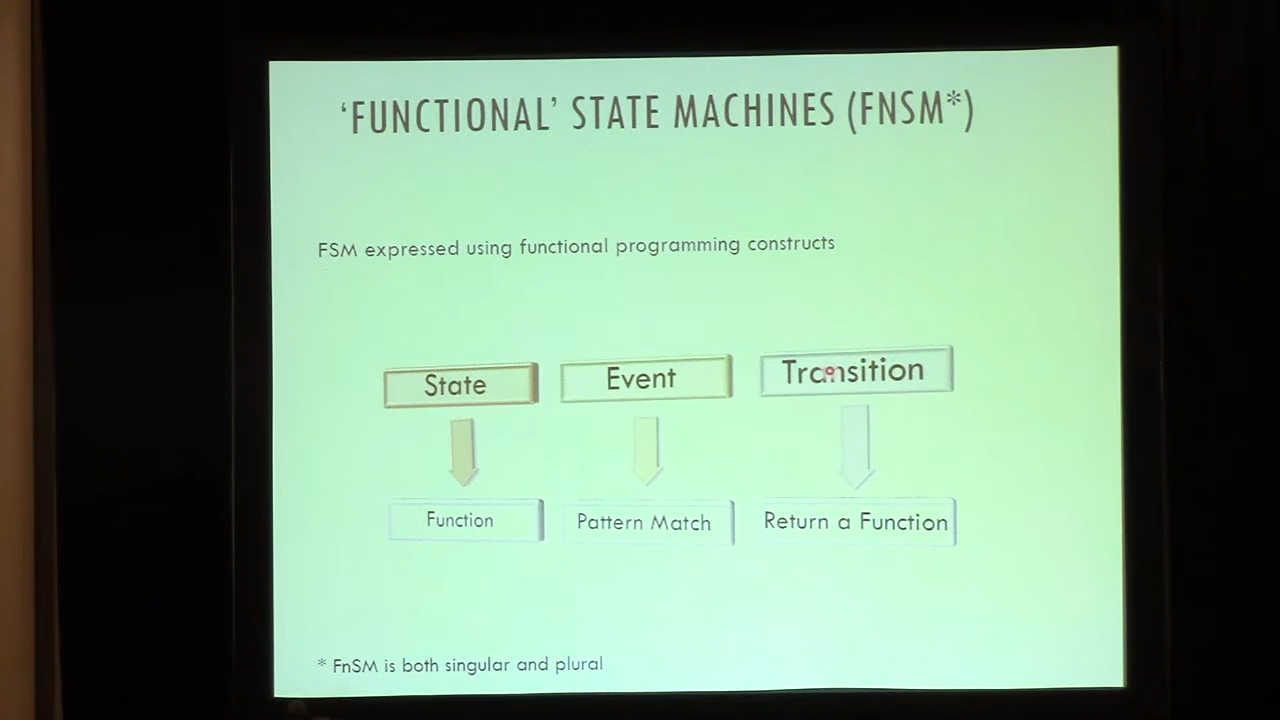 ‘FUNCTIONAL’ STATE MACHINES (FNSM*)
FSM expressed using functional programming constructs
State Event Transition
Function Pattern Match Return a Function
* FnSM is both singular and plural